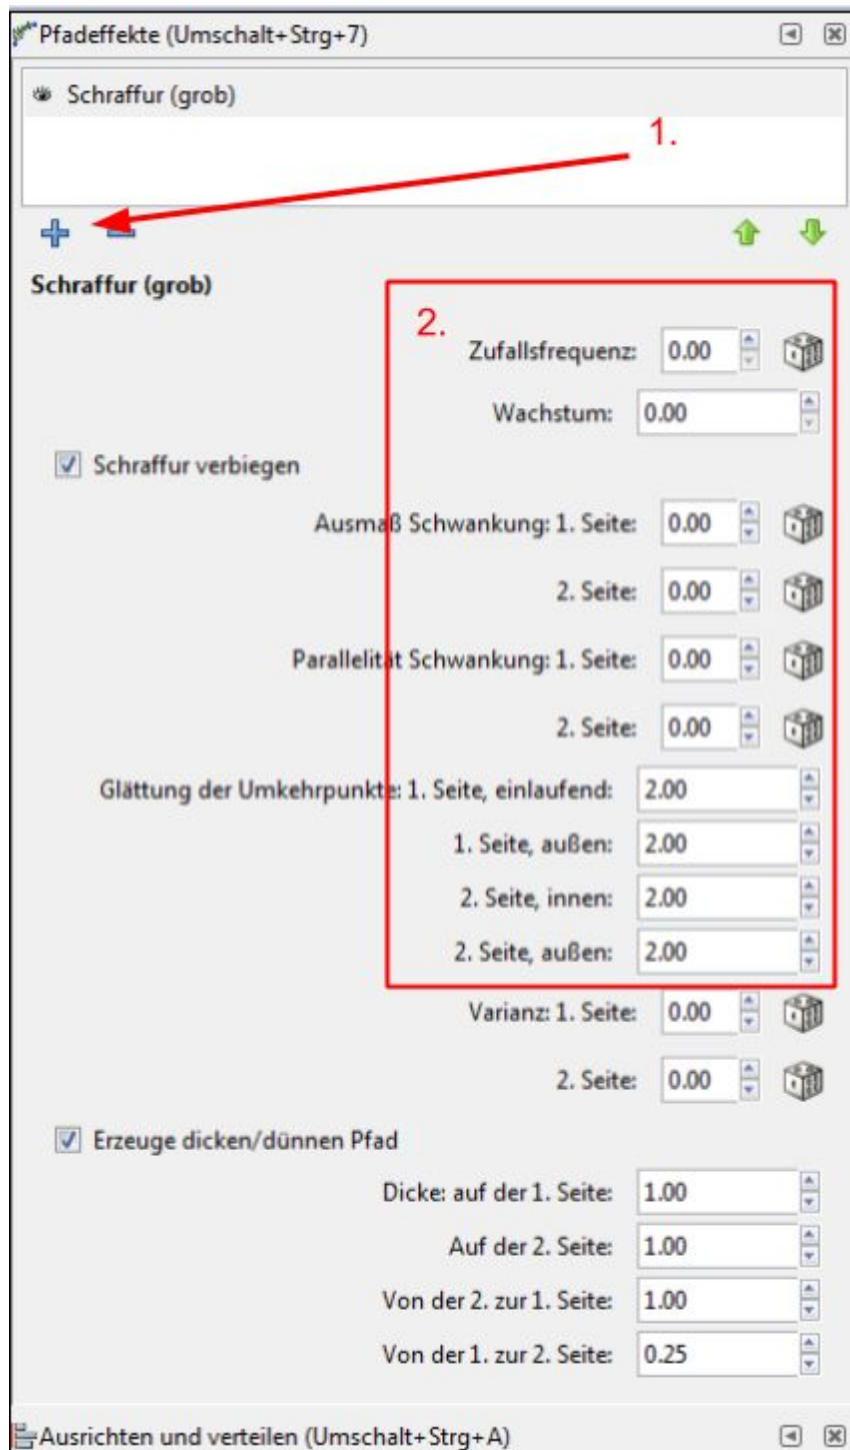 Pfadeffekte (Umschalt+Strg+7)
Schraffur (grob)
1.
Schraffur (grob)
2.
Zufallsfrequenz: 0.00
Wachstum: 0.00
Schraffur verbiegen
Ausmaß Schwankung: 1. Seite: 0.00
2. Seite: 0.00
Parallelität Schwankung: 1. Seite: 0.00
2. Seite: 0.00
Glättung der Umkehrpunkte: 1. Seite, einlaufend: 2.00
1. Seite, außen: 2.00
2. Seite, innen: 2.00
2. Seite, außen: 2.00
Varianz: 1. Seite: 0.00
2. Seite: 0.00
Erzeuge dicken/dünnen Pfad
Dicke: auf der 1. Seite: 1.00
Auf der 2. Seite: 1.00
Von der 2. zur 1. Seite: 1.00
Von der 1. zur 2. Seite: 0.25
Ausrichten und verteilen (Umschalt+Strg+A)